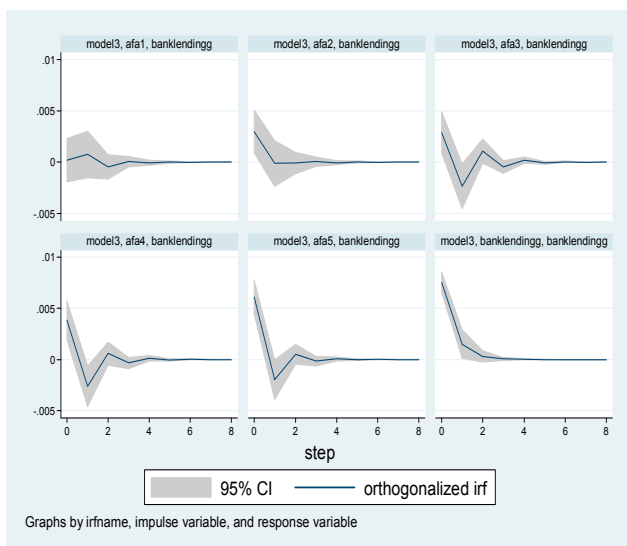 model3, afa1, banklendingg
model3, afa2, banklendingg
model3, afa3, banklendingg
.01
.005
0
-.005
model3, afa4, banklendingg
model3, afa5, banklendingg
model3, banklendingg, banklendingg
.01
.005
0
-.005
0 2 4 6 8
0 2 4 6 8
0 2 4 6 8
step
95% CI
orthogonalized irf
Graphs by irfname, impulse variable, and response variable